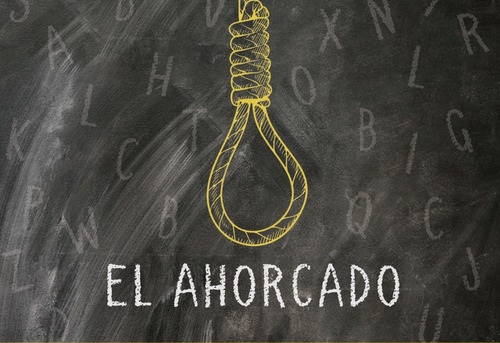 B D X N R
S A H L
K L C T O B I G
P W B Q C
Z D J U
EL AHORCADO